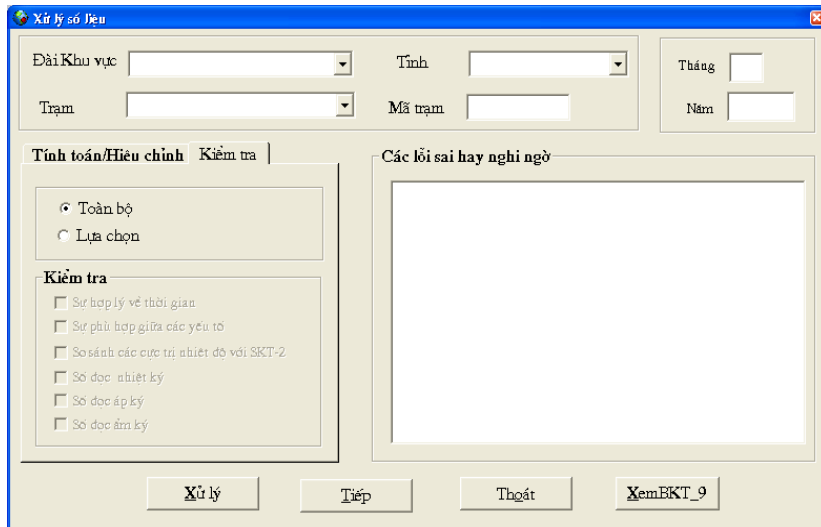 Xử lý số liệu
Đài Khu vực
Tỉnh
Tháng
Trạm
Mã trạm
Năm
Tính toán/Hiêu chỉnh Kiểm tra
Các lỗi sai hay nghi ngờ
Toàn bộ
Lựa chọn
Kiểm tra
Sự hợp lý về thời gian
Sự phù hợp giữa các yếu tố
So sánh các cực trị nhiệt độ với SKT-2
Số đọc nhiệt ký
Số đọc áp ký
Số đọc ẩm ký
Xử lý
Tiếp
Thoát
XemBKT_9